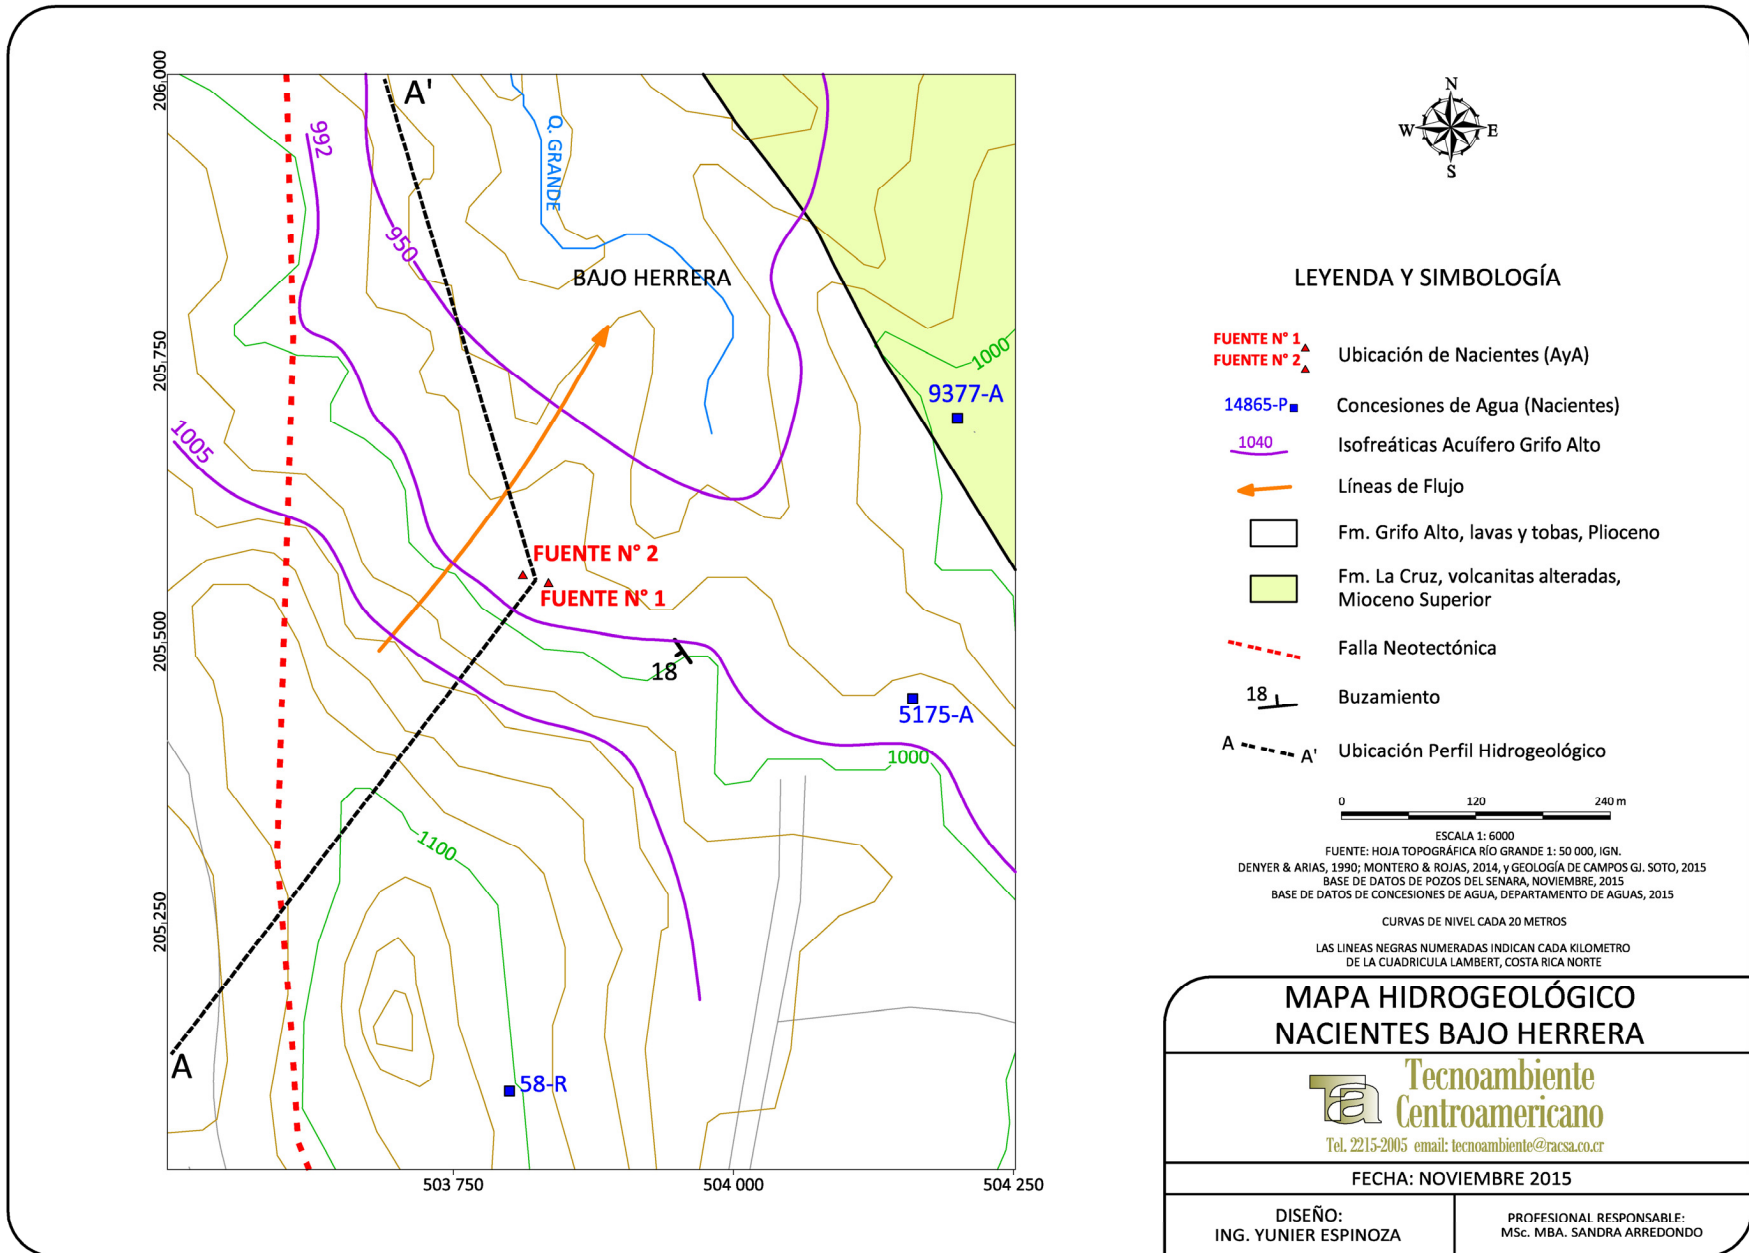 206,000
205,750
205,500
205,250
503 750
504 000
504 250
A'
992
Q. GRANDE
950
BAJO HERRERA
1000
9377-A
1005
FUENTE N° 2
FUENTE N° 1
18
5175-A
1000
1100
A
58-R
N
W
E
S
LEYENDA Y SIMBOLOGÍA
FUENTE N° 1
FUENTE N° 2
Ubicación de Nacientes (AyA)
14865-P
Concesiones de Agua (Nacientes)
1040
Isofreáticas Acuífero Grifo Alto
Líneas de Flujo
Fm. Grifo Alto, lavas y tobas, Plioceno
Fm. La Cruz, volcanitas alteradas,
Mioceno Superior
Falla Neotectónica
18
Buzamiento
A
A'
Ubicación Perfil Hidrogeológico
0
120
240 m
ESCALA 1: 6000
FUENTE: HOJA TOPOGRÁFICA RÍO GRANDE 1: 50 000, IGN.
DENYER & ARIAS, 1990; MONTERO & ROJAS, 2014, y GEOLOGÍA DE CAMPOS GJ. SOTO, 2015
BASE DE DATOS DE POZOS DEL SENARA, NOVIEMBRE, 2015
BASE DE DATOS DE CONCESIONES DE AGUA, DEPARTAMENTO DE AGUAS, 2015
CURVAS DE NIVEL CADA 20 METROS
LAS LINEAS NEGRAS NUMERADAS INDICAN CADA KILOMETRO
DE LA CUADRICULA LAMBERT, COSTA RICA NORTE
MAPA HIDROGEOLÓGICO
NACIENTES BAJO HERRERA
Ta
Tecnoambiente
Centroamericano
Tel. 2215-2005 email: tecnoambiente@racsa.co.cr
FECHA: NOVIEMBRE 2015
DISEÑO:
ING. YUNIER ESPINOZA
PROFESIONAL RESPONSABLE:
MSc. MBA. SANDRA ARREDONDO